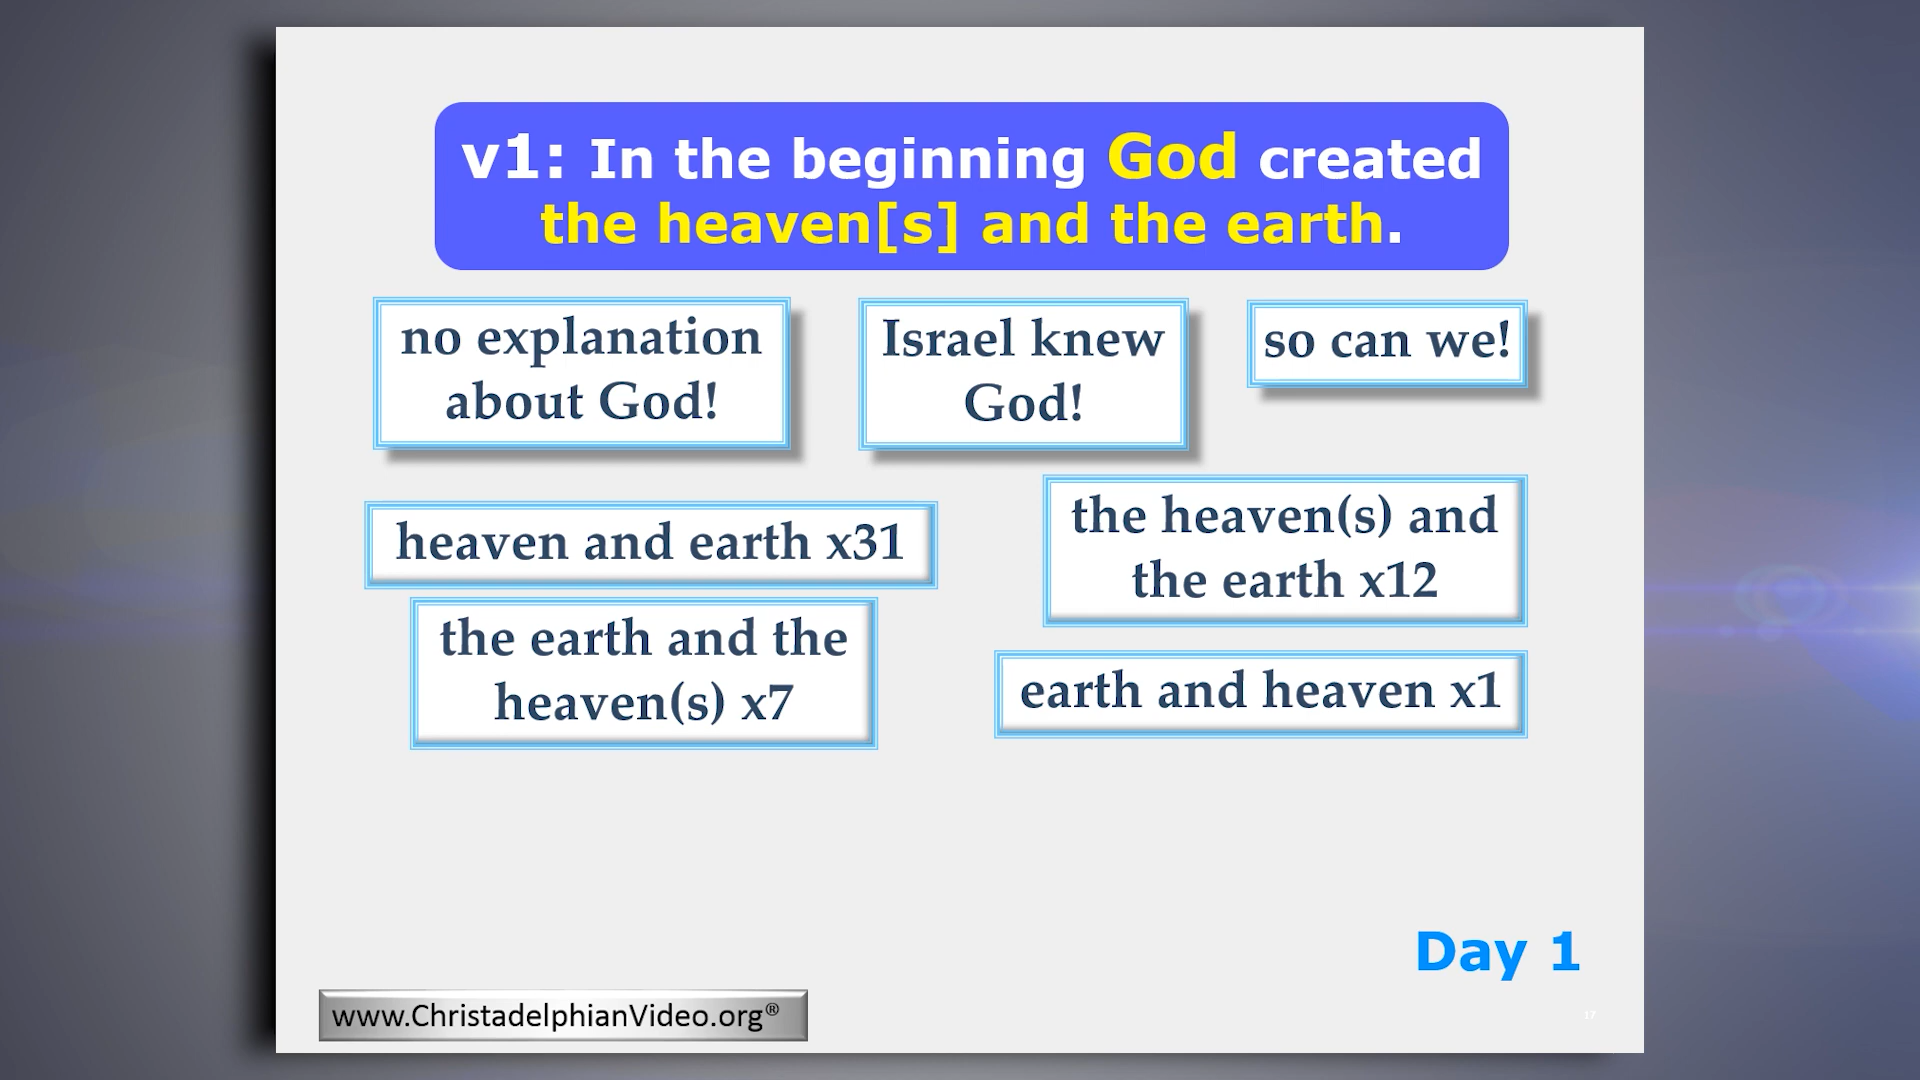 v1: In the beginning God created
the heaven[s] and the earth.
no explanation
about God!
Israel knew
God!
so can we!
heaven and earth x31
the heaven(s) and
the earth x12
the earth and the
heaven(s) x7
earth and heaven x1
Day 1
www.ChristadelphianVideo.org®
17